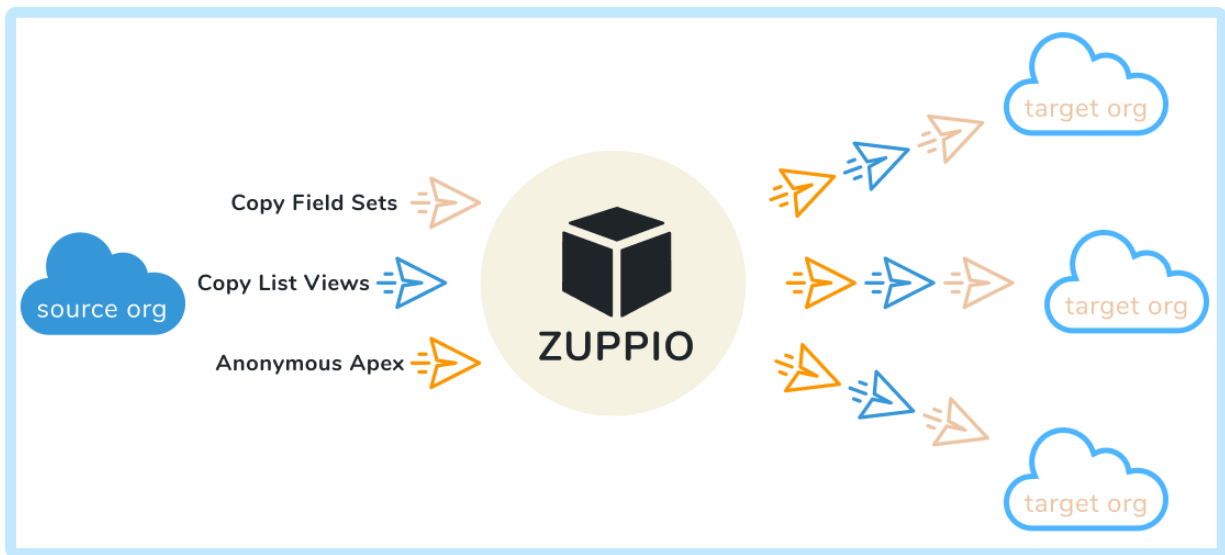 Copy Field Sets
Copy List Views
Anonymous Apex
source org
ZUPPIO
target org
target org
target org